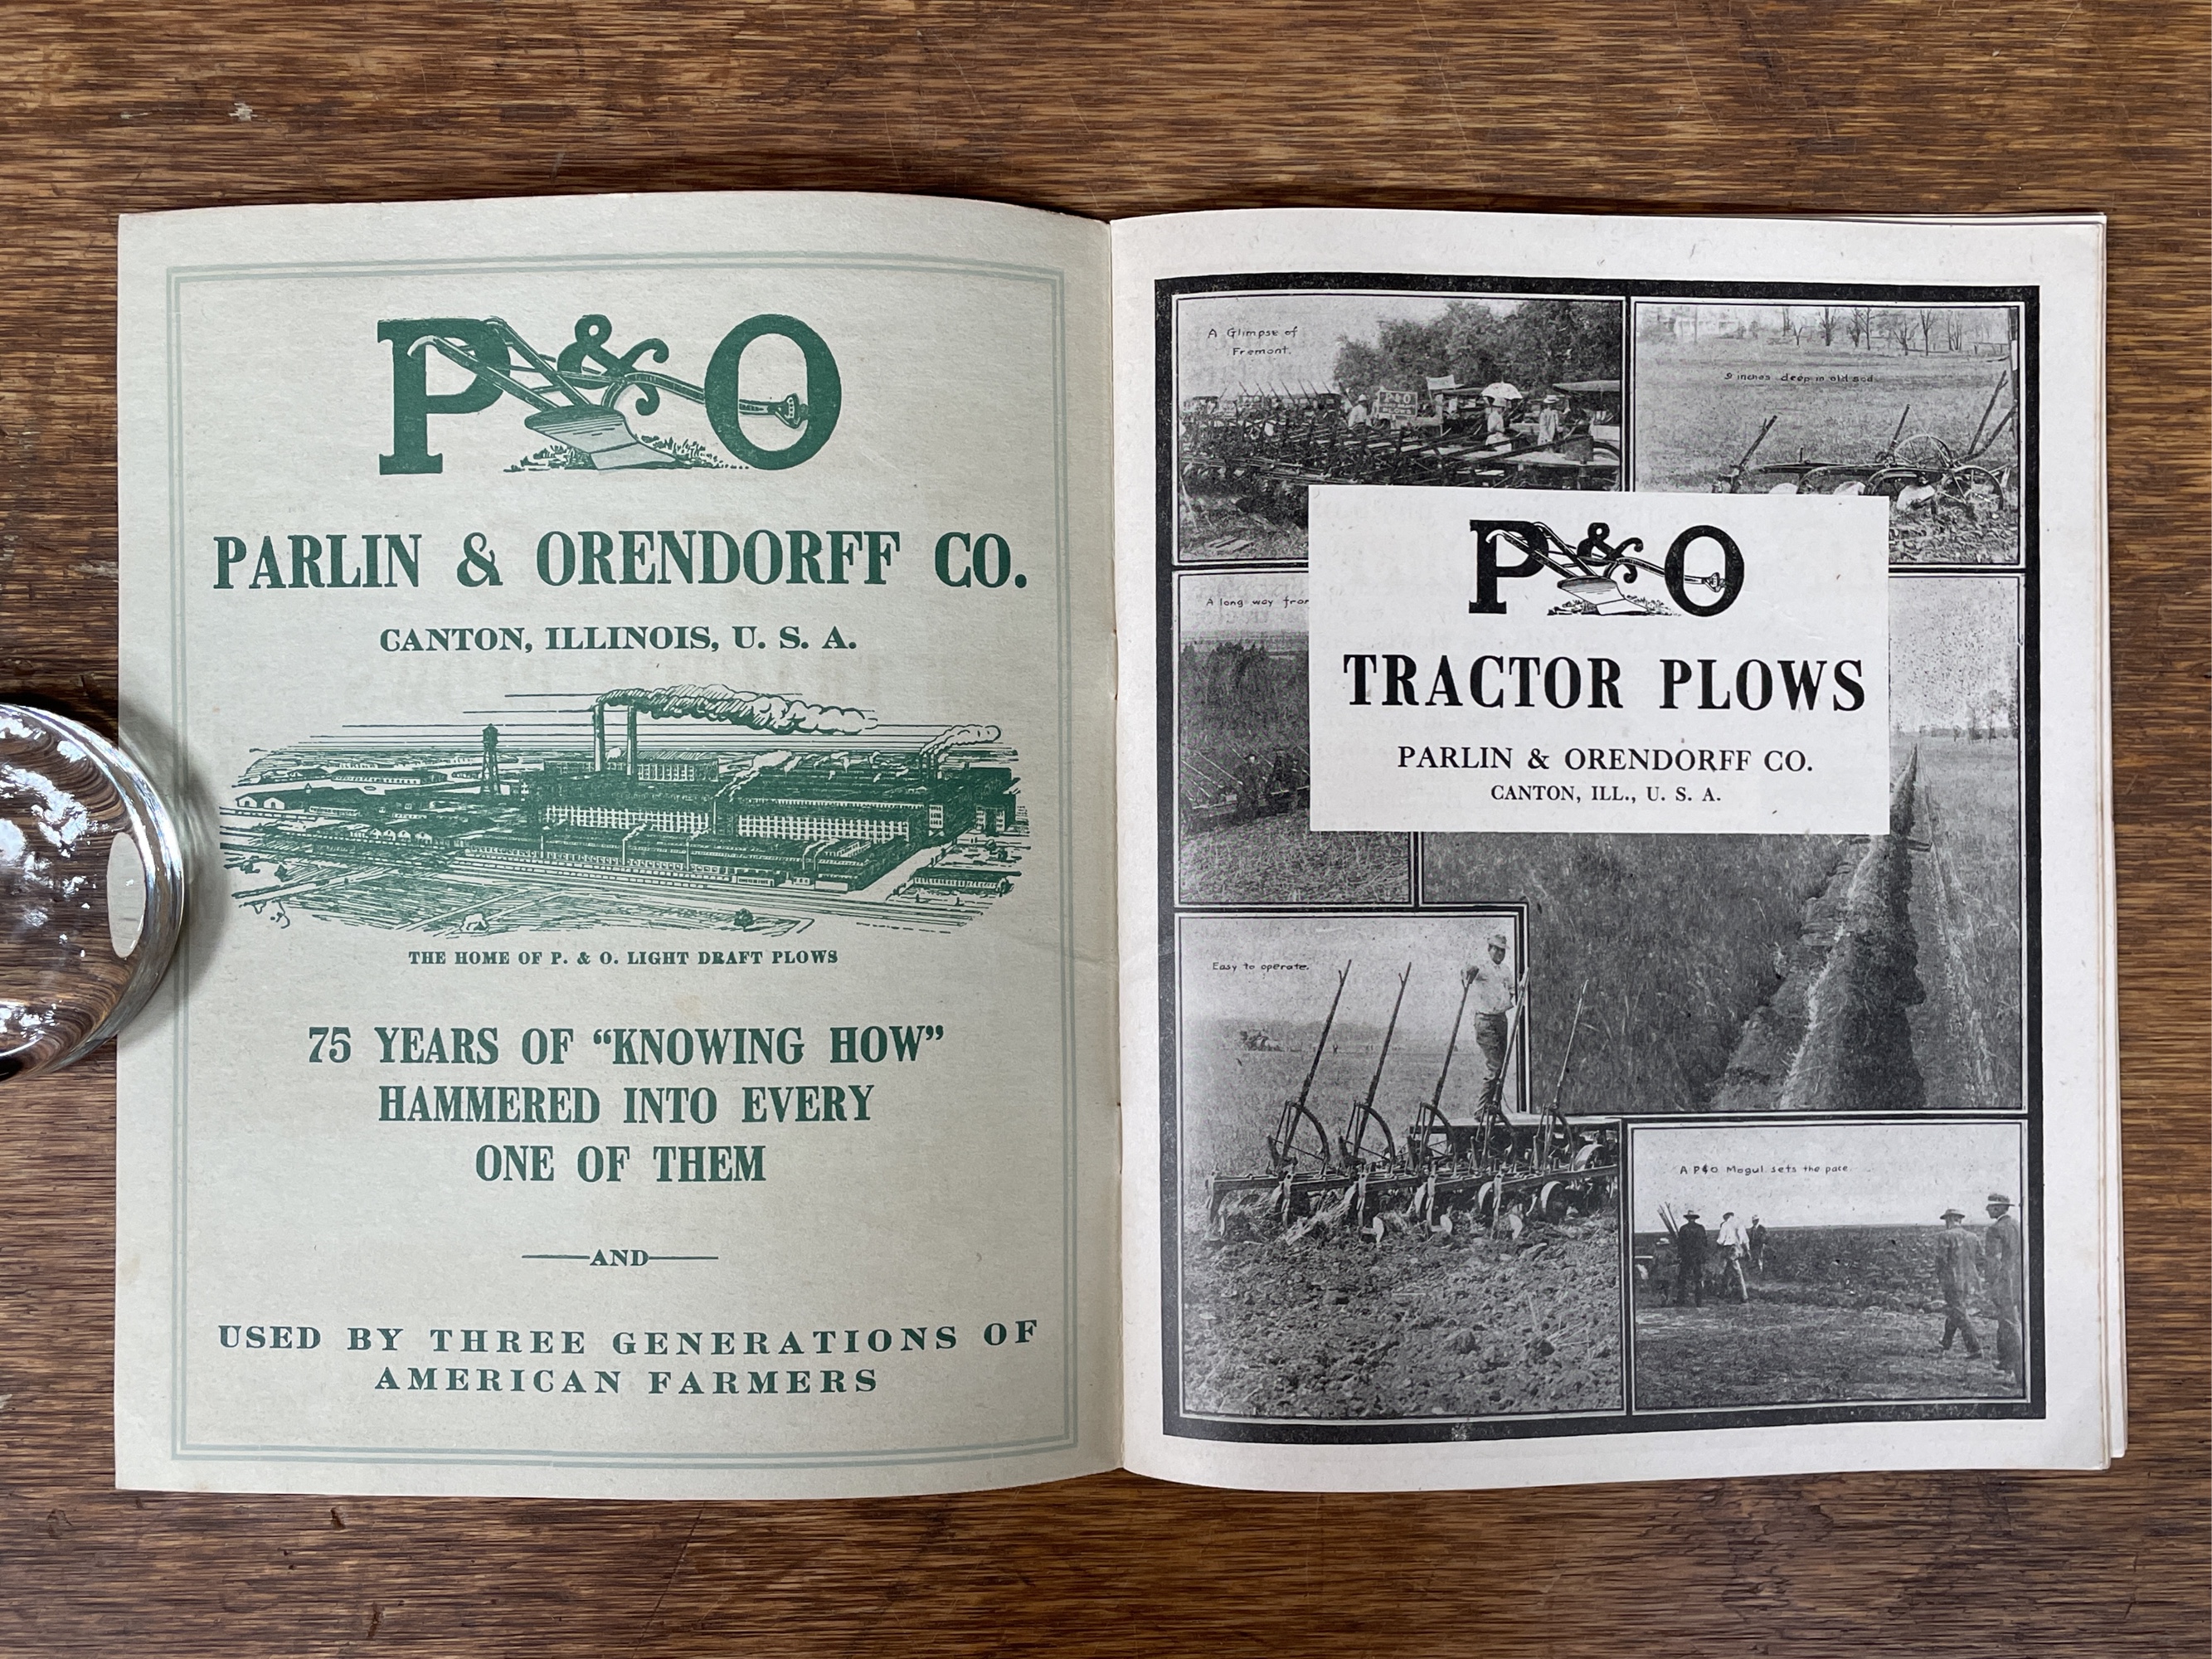 P & O
PARLIN & ORENDORFF CO.
CANTON, ILLINOIS, U. S. A.
THE HOME OF P. & O. LIGHT DRAFT PLOWS
75 YEARS OF “KNOWING HOW”
HAMMERED INTO EVERY
ONE OF THEM
AND
USED BY THREE GENERATIONS OF
AMERICAN FARMERS
A Glimpse of
Fremont.
P&O
PLOWS
9 inches deep in old sod.
P & O
TRACTOR PLOWS
PARLIN & ORENDORFF CO.
CANTON, ILL., U. S. A.
A long way from
Easy to operate.
A P&O Mogul sets the pace.